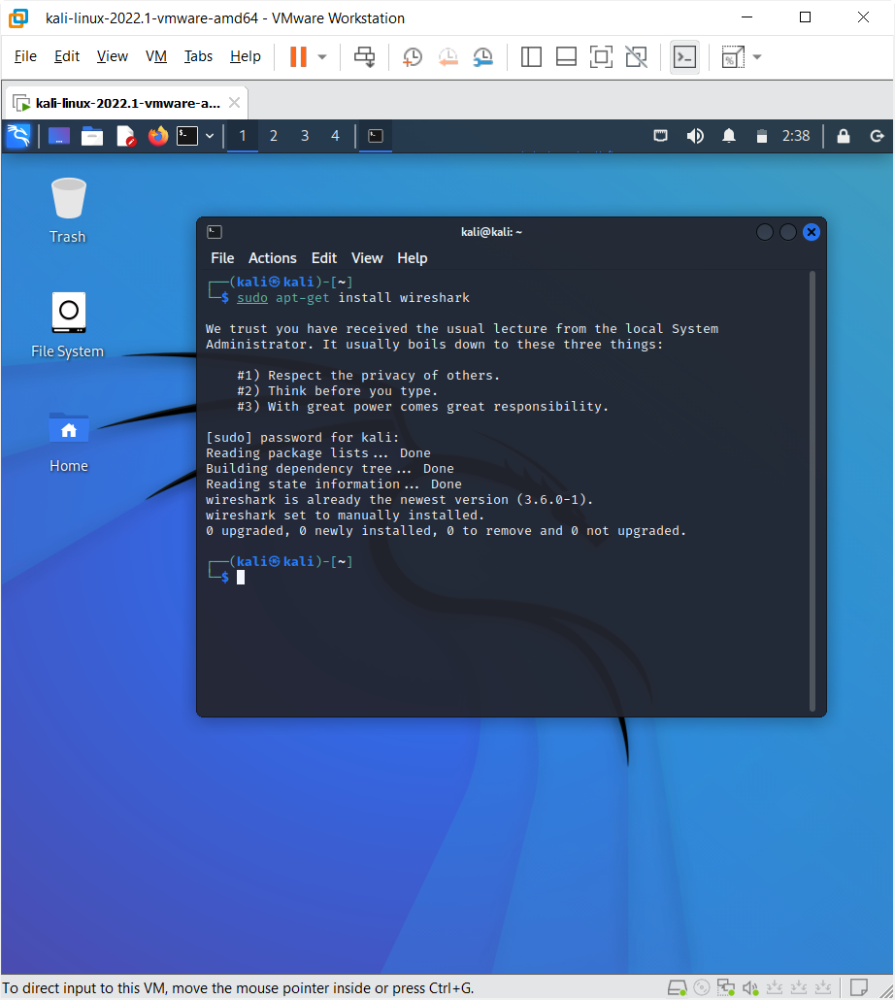 kali-linux-2022.1-vmware-amd64 - VMware Workstation
File Edit View VM Tabs Help
kali-linux-2022.1-vmware-a...
1 2 3 4 2:38
Trash
File System
Home
kali@kali: ~
File Actions Edit View Help
┌──(kali㉿kali)-[~]
└─$ sudo apt-get install wireshark
We trust you have received the usual lecture from the local System
Administrator. It usually boils down to these three things:
#1) Respect the privacy of others.
#2) Think before you type.
#3) With great power comes great responsibility.
[sudo] password for kali:
Reading package lists... Done
Building dependency tree... Done
Reading state information... Done
wireshark is already the newest version (3.6.0-1).
wireshark set to manually installed.
0 upgraded, 0 newly installed, 0 to remove and 0 not upgraded.
┌──(kali㉿kali)-[~]
└─$
To direct input to this VM, move the mouse pointer inside or press Ctrl+G.